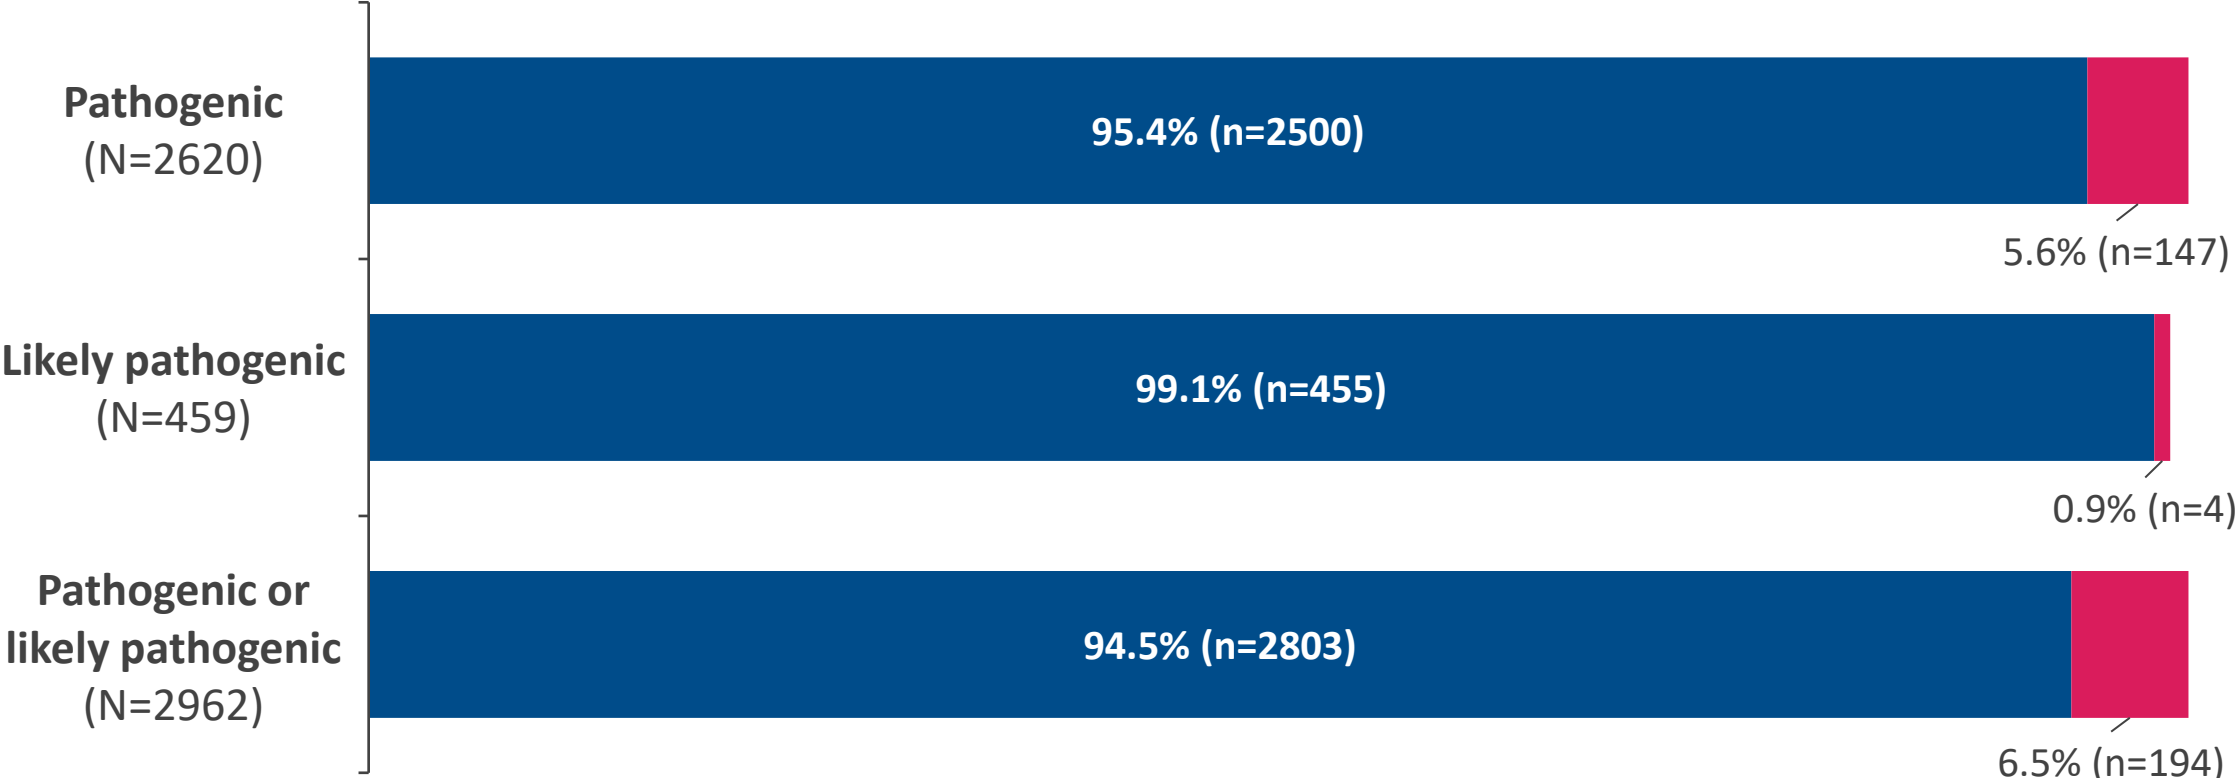 Pathogenic
(N=2620)
95.4% (n=2500)
5.6% (n=147)
Likely pathogenic
(N=459)
99.1% (n=455)
0.9% (n=4)
Pathogenic or
likely pathogenic
(N=2962)
94.5% (n=2803)
6.5% (n=194)